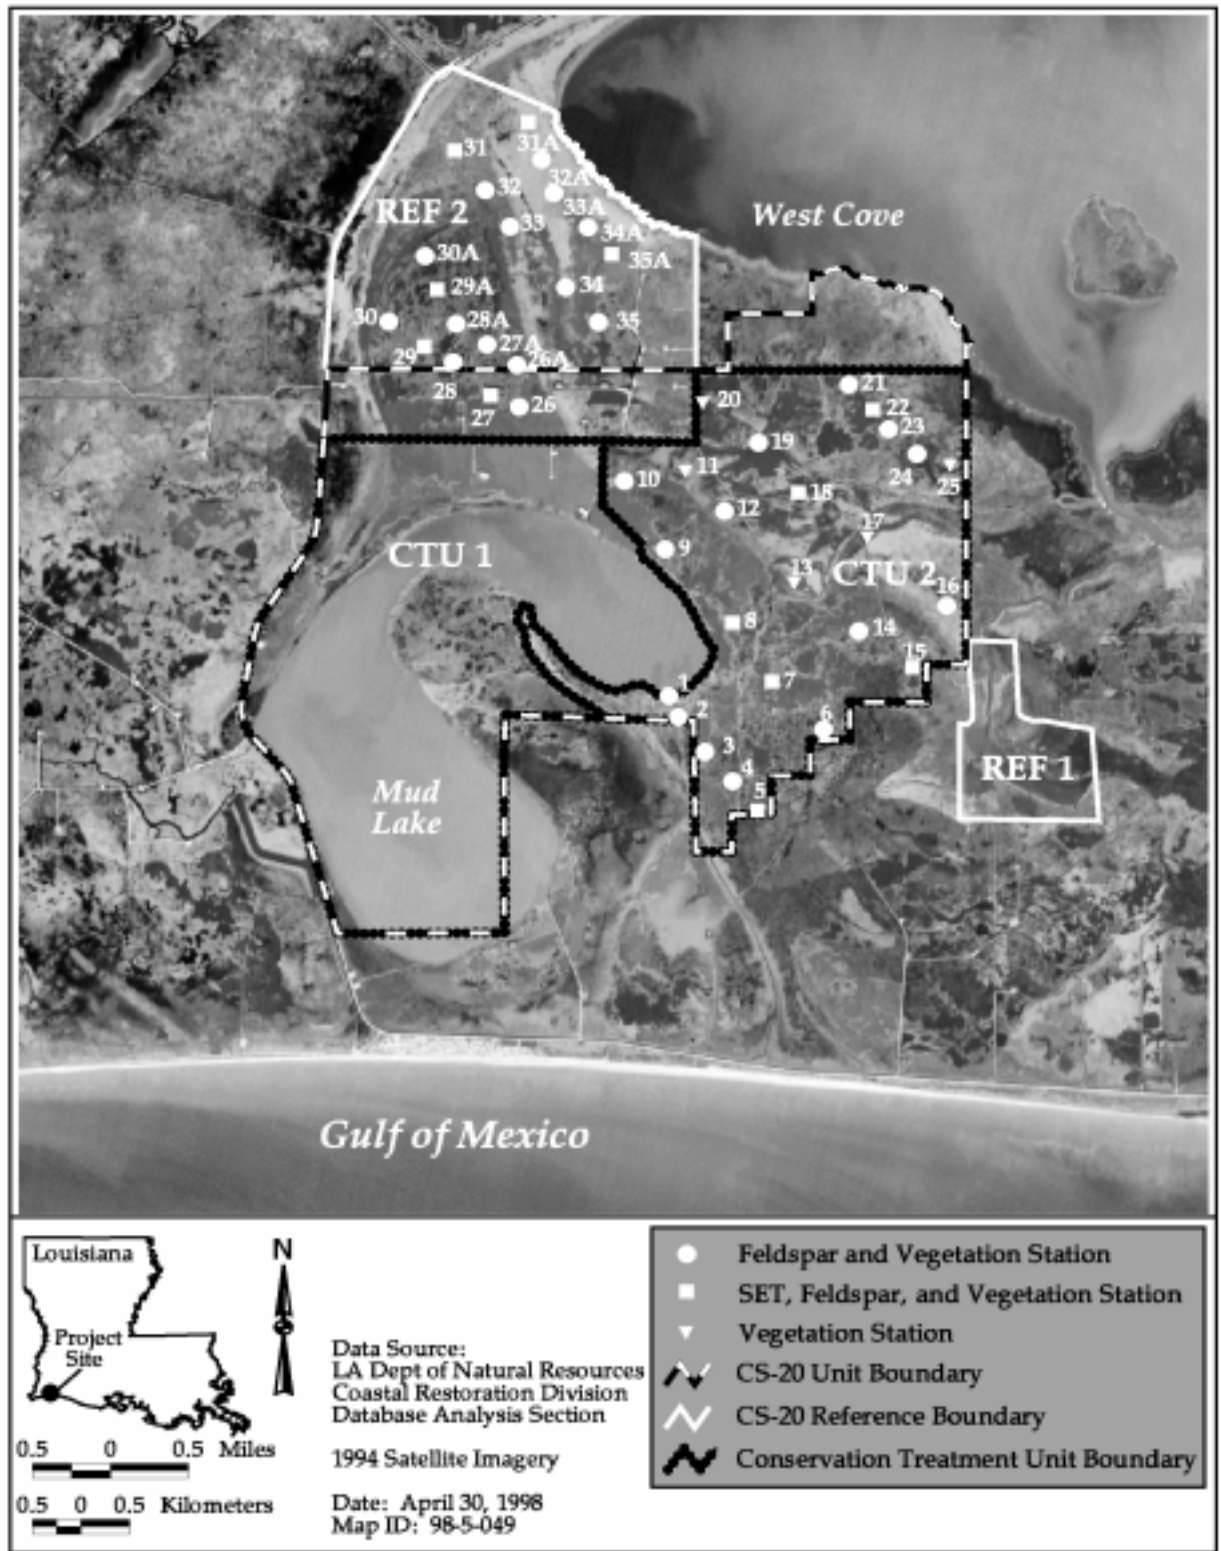 31
31A
32
32A
REF 2
33
33A
West Cove
34A
30A
35A
29A
34
30
28A
35
27A
29
26A
28
27
26
20
21
22
23
19
24
25
11
10
18
12
17
CTU 1
9
13
CTU 2
16
8
14
15
7
1
2
6
3
REF 1
4
Mud
Lake
5
Gulf of Mexico
Louisiana
Project
Site
0.5 0 0.5 Miles
0.5 0 0.5 Kilometers
N
Data Source:
LA Dept of Natural Resources
Coastal Restoration Division
Database Analysis Section
1994 Satellite Imagery
Date: April 30, 1998
Map ID: 98-5-049
Feldspar and Vegetation Station
SET, Feldspar, and Vegetation Station
Vegetation Station
CS-20 Unit Boundary
CS-20 Reference Boundary
Conservation Treatment Unit Boundary